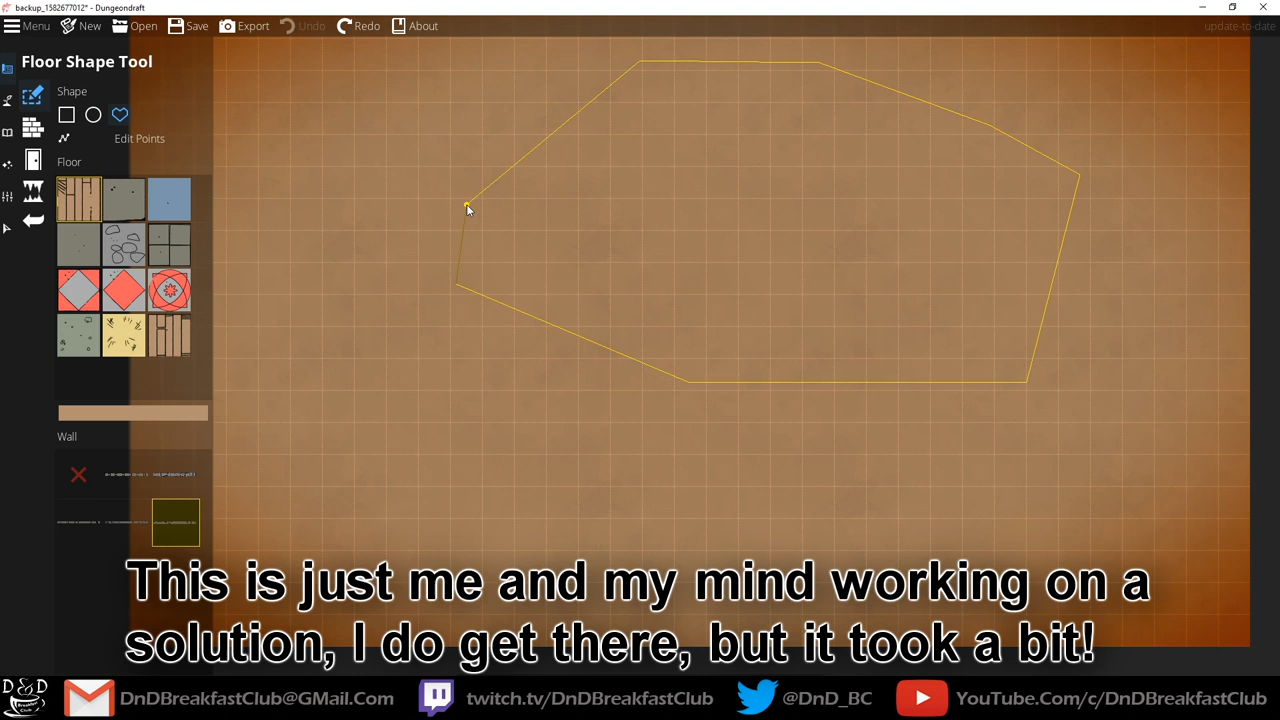 backup_1582677012* - Dungeondraft
Menu New Open Save Export Undo Redo About update-to-date
Floor Shape Tool
Shape
Edit Points
Floor
Wall
This is just me and my mind working on a
solution, I do get there, but it took a bit!
D&D Breakfast Club DnDBreakfastClub@GMail.Com twitch.tv/DnDBreakfastClub @DnD_BC YouTube.Com/c/DnDBreakfastClub